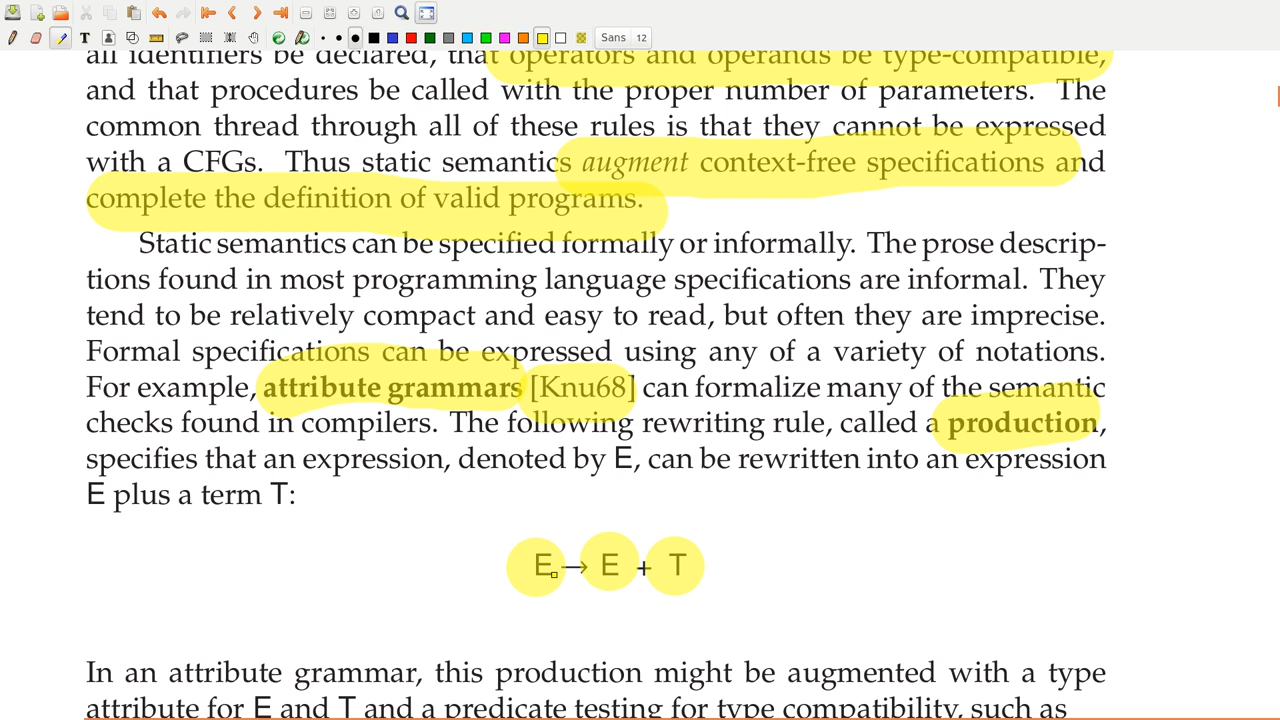 Sans 12
all identifiers be declared, that operators and operands be type-compatible,
and that procedures be called with the proper number of parameters. The
common thread through all of these rules is that they cannot be expressed
with a CFGs. Thus static semantics augment context-free specifications and
complete the definition of valid programs.
Static semantics can be specified formally or informally. The prose descrip-
tions found in most programming language specifications are informal. They
tend to be relatively compact and easy to read, but often they are imprecise.
Formal specifications can be expressed using any of a variety of notations.
For example, attribute grammars [Knu68] can formalize many of the semantic
checks found in compilers. The following rewriting rule, called a production,
specifies that an expression, denoted by E, can be rewritten into an expression
E plus a term T:
E → E + T
In an attribute grammar, this production might be augmented with a type
attribute for E and T and a predicate testing for type compatibility, such as